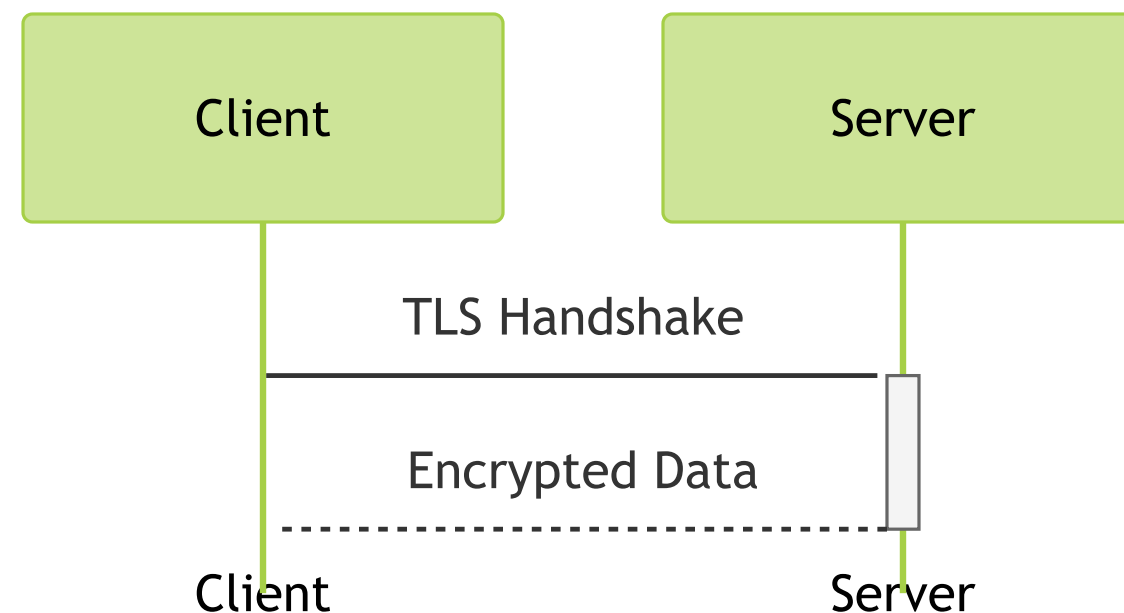 Client
Server
TLS Handshake
Encrypted Data
Client
Server